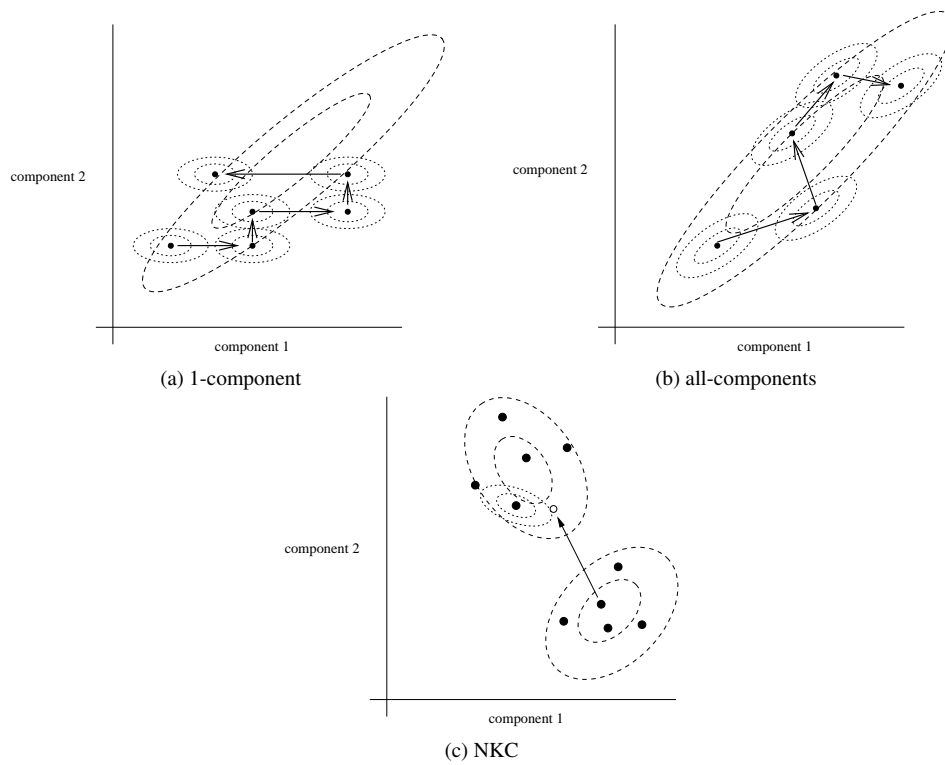 component 2
component 1
(a) 1-component
component 2
component 1
(b) all-components
component 2
component 1
(c) NKC